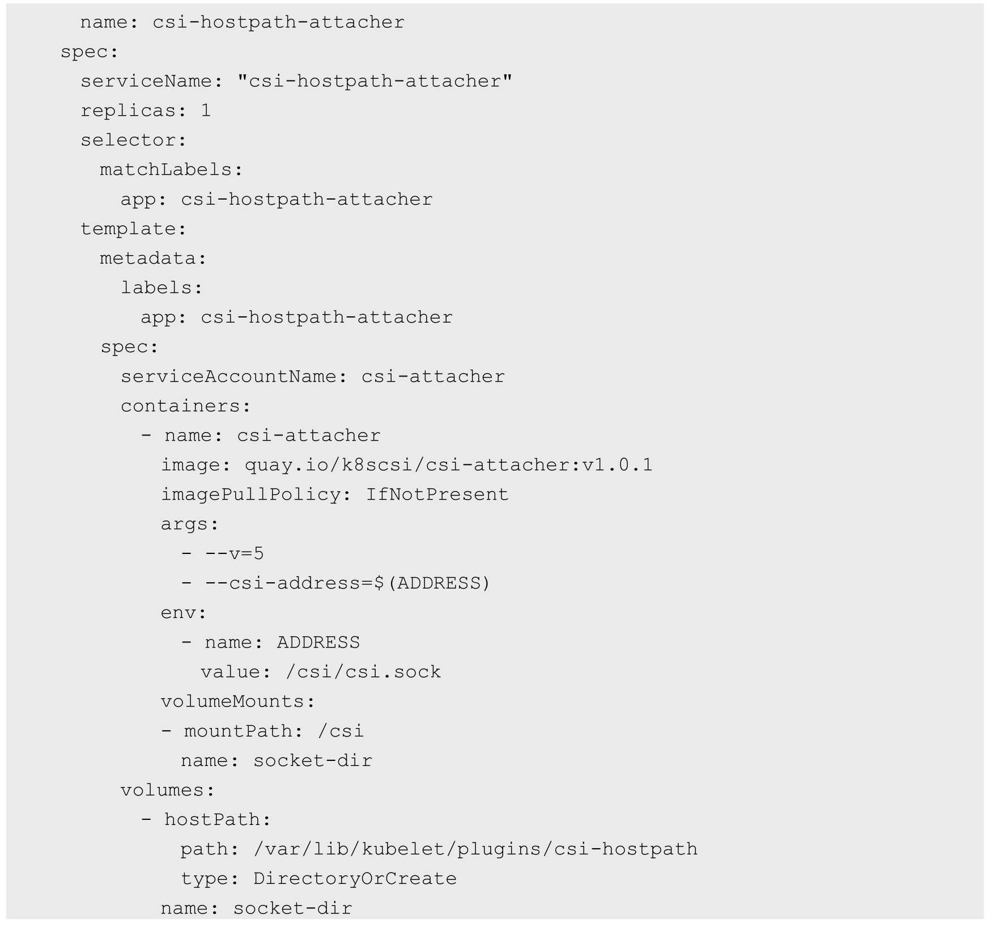 name: csi-hostpath-attacher
spec:
serviceName: "csi-hostpath-attacher"
replicas: 1
selector:
matchLabels:
app: csi-hostpath-attacher
template:
metadata:
labels:
app: csi-hostpath-attacher
spec:
serviceAccountName: csi-attacher
containers:
- name: csi-attacher
image: quay.io/k8scsi/csi-attacher:v1.0.1
imagePullPolicy: IfNotPresent
args:
- --v=5
- --csi-address=$(ADDRESS)
env:
- name: ADDRESS
value: /csi/csi.sock
volumeMounts:
- mountPath: /csi
name: socket-dir
volumes:
- hostPath:
path: /var/lib/kubelet/plugins/csi-hostpath
type: DirectoryOrCreate
name: socket-dir